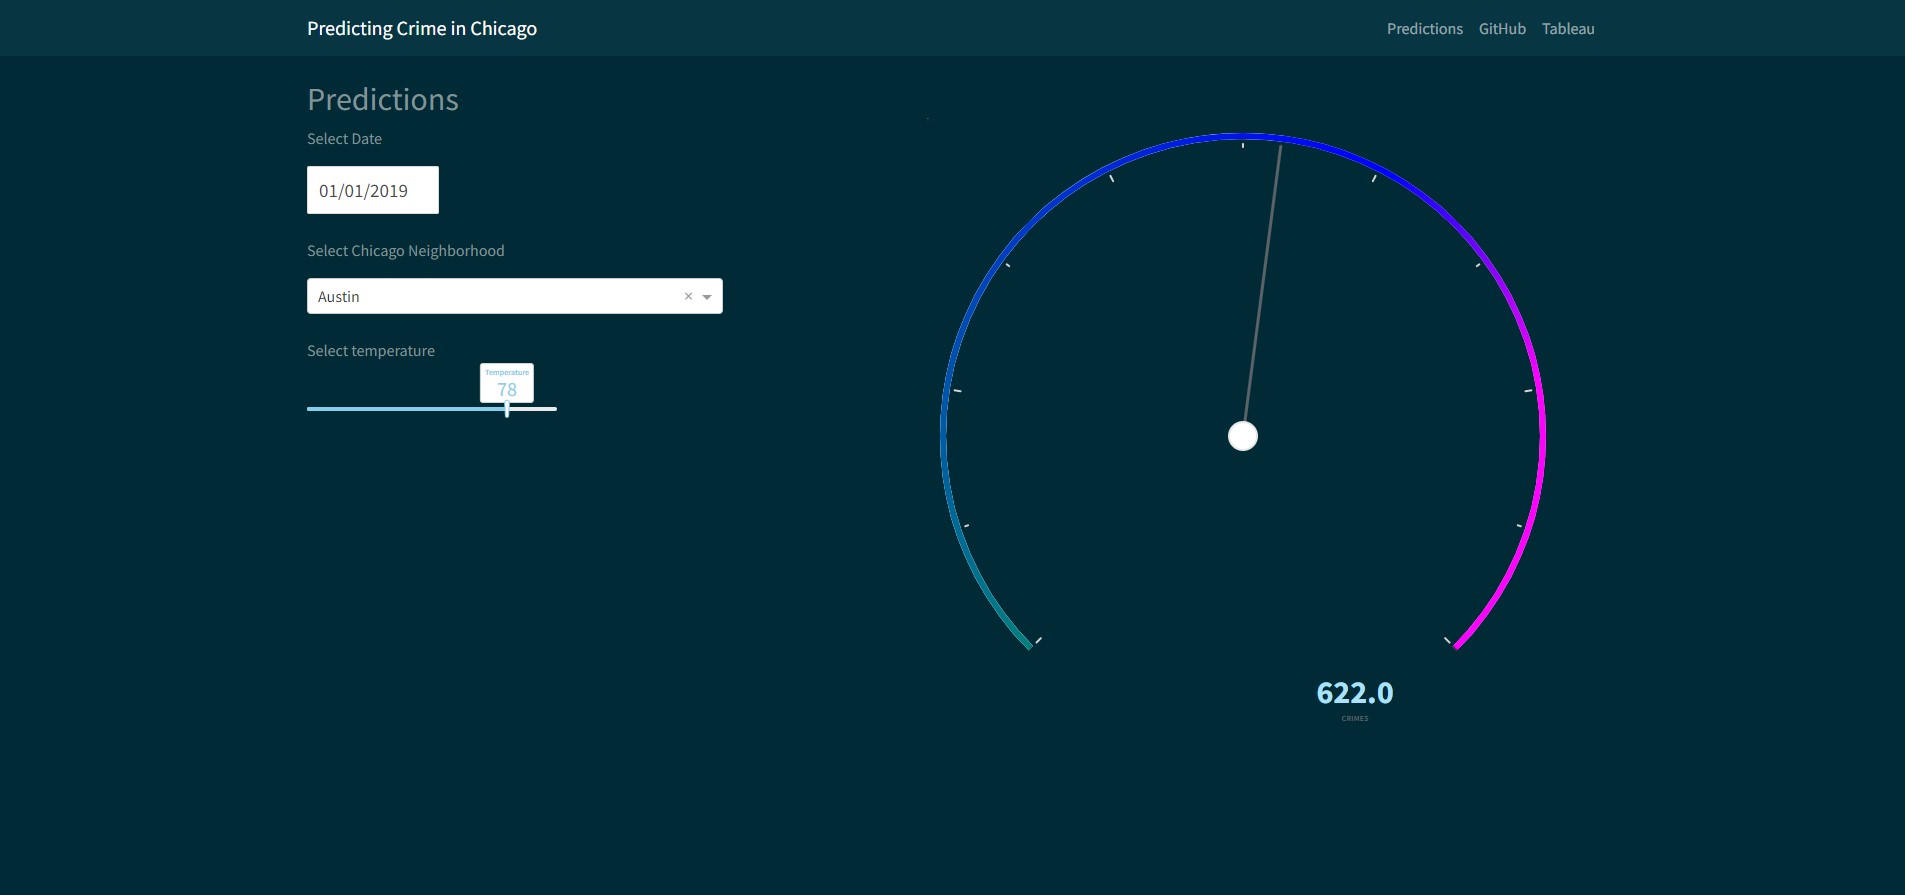 Predicting Crime in Chicago
Predictions GitHub Tableau
Predictions
Select Date
01/01/2019
Select Chicago Neighborhood
Austin ×
Select temperature
Temperature
78
622.0
CRIMES